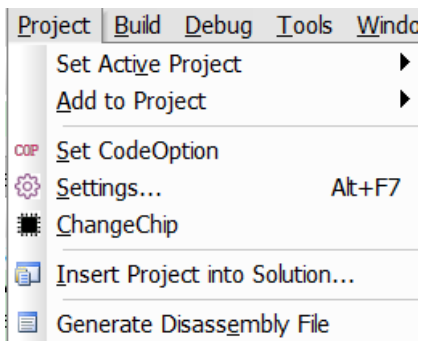 Project Build Debug Tools Windo
Set Active Project
Add to Project
COP Set CodeOption
Settings... Alt+F7
ChangeChip
Insert Project into Solution...
Generate Disassembly File